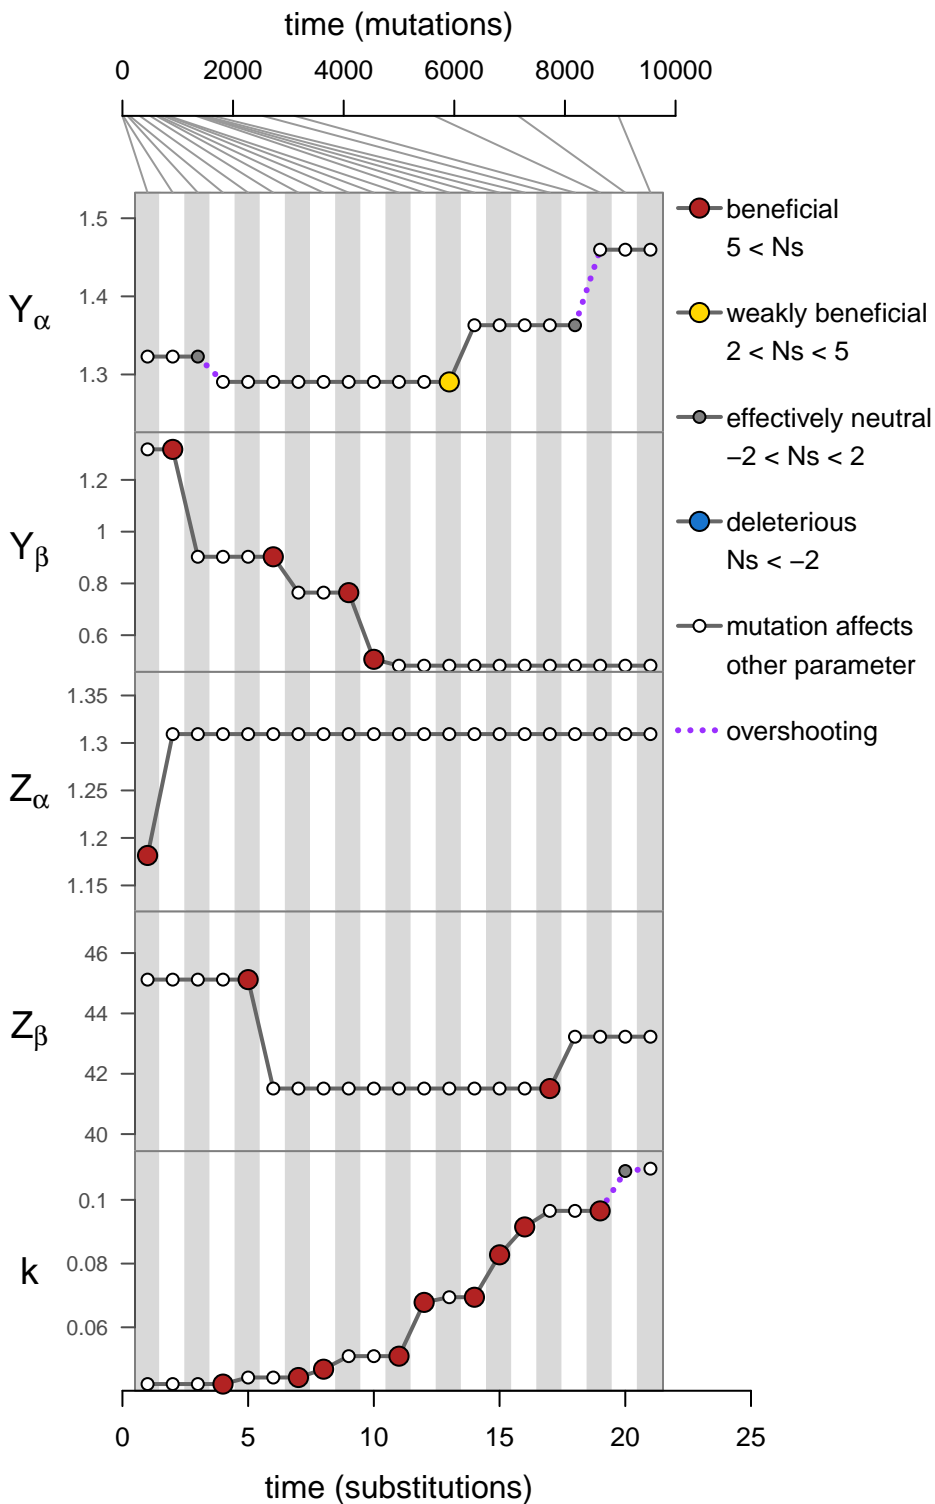 time (mutations)
0 2000 4000 6000 8000 10000
Yα
1.5
1.4
1.3
Yβ
1.2
1
0.8
0.6
Zα
1.35
1.3
1.25
1.2
1.15
Zβ
46
44
42
40
k
0.1
0.08
0.06
0 5 10 15 20 25
time (substitutions)
beneficial
5 < Ns
weakly beneficial
2 < Ns < 5
effectively neutral
−2 < Ns < 2
deleterious
Ns < −2
mutation affects
other parameter
overshooting